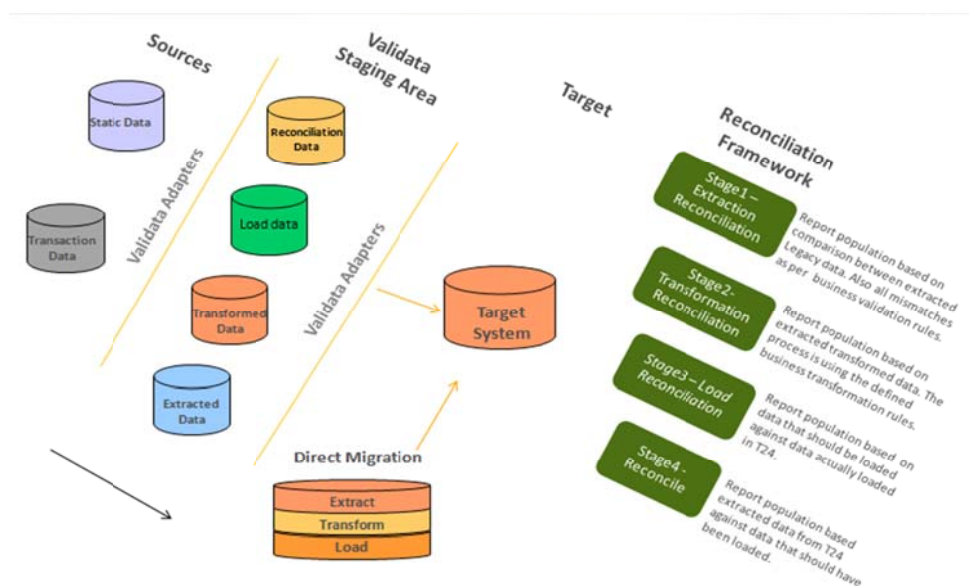 Sources
Static Data
Transaction
Data
Validata Adapters
Validata
Staging Area
Reconciliation
Data
Load data
Transformed
Data
Extracted
Data
Validata Adapters
Target
Target
System
Direct Migration
Extract
Transform
Load
Reconciliation
Framework
Stage1 –
Extraction
Reconciliation
Report population based on
comparison between extracted
Legacy data. Also all mismatches
as per business validation rules.
Stage2-
Transformation
Reconciliation
Report population based on
extracted transformed data. The
process is using the defined
business transformation rules.
Stage3 – Load
Reconciliation
Report population based on
data that should be loaded
against data actually loaded
in T24.
Stage4 -
Reconcile
Report population based
extracted data from T24
against data that should have
been loaded.